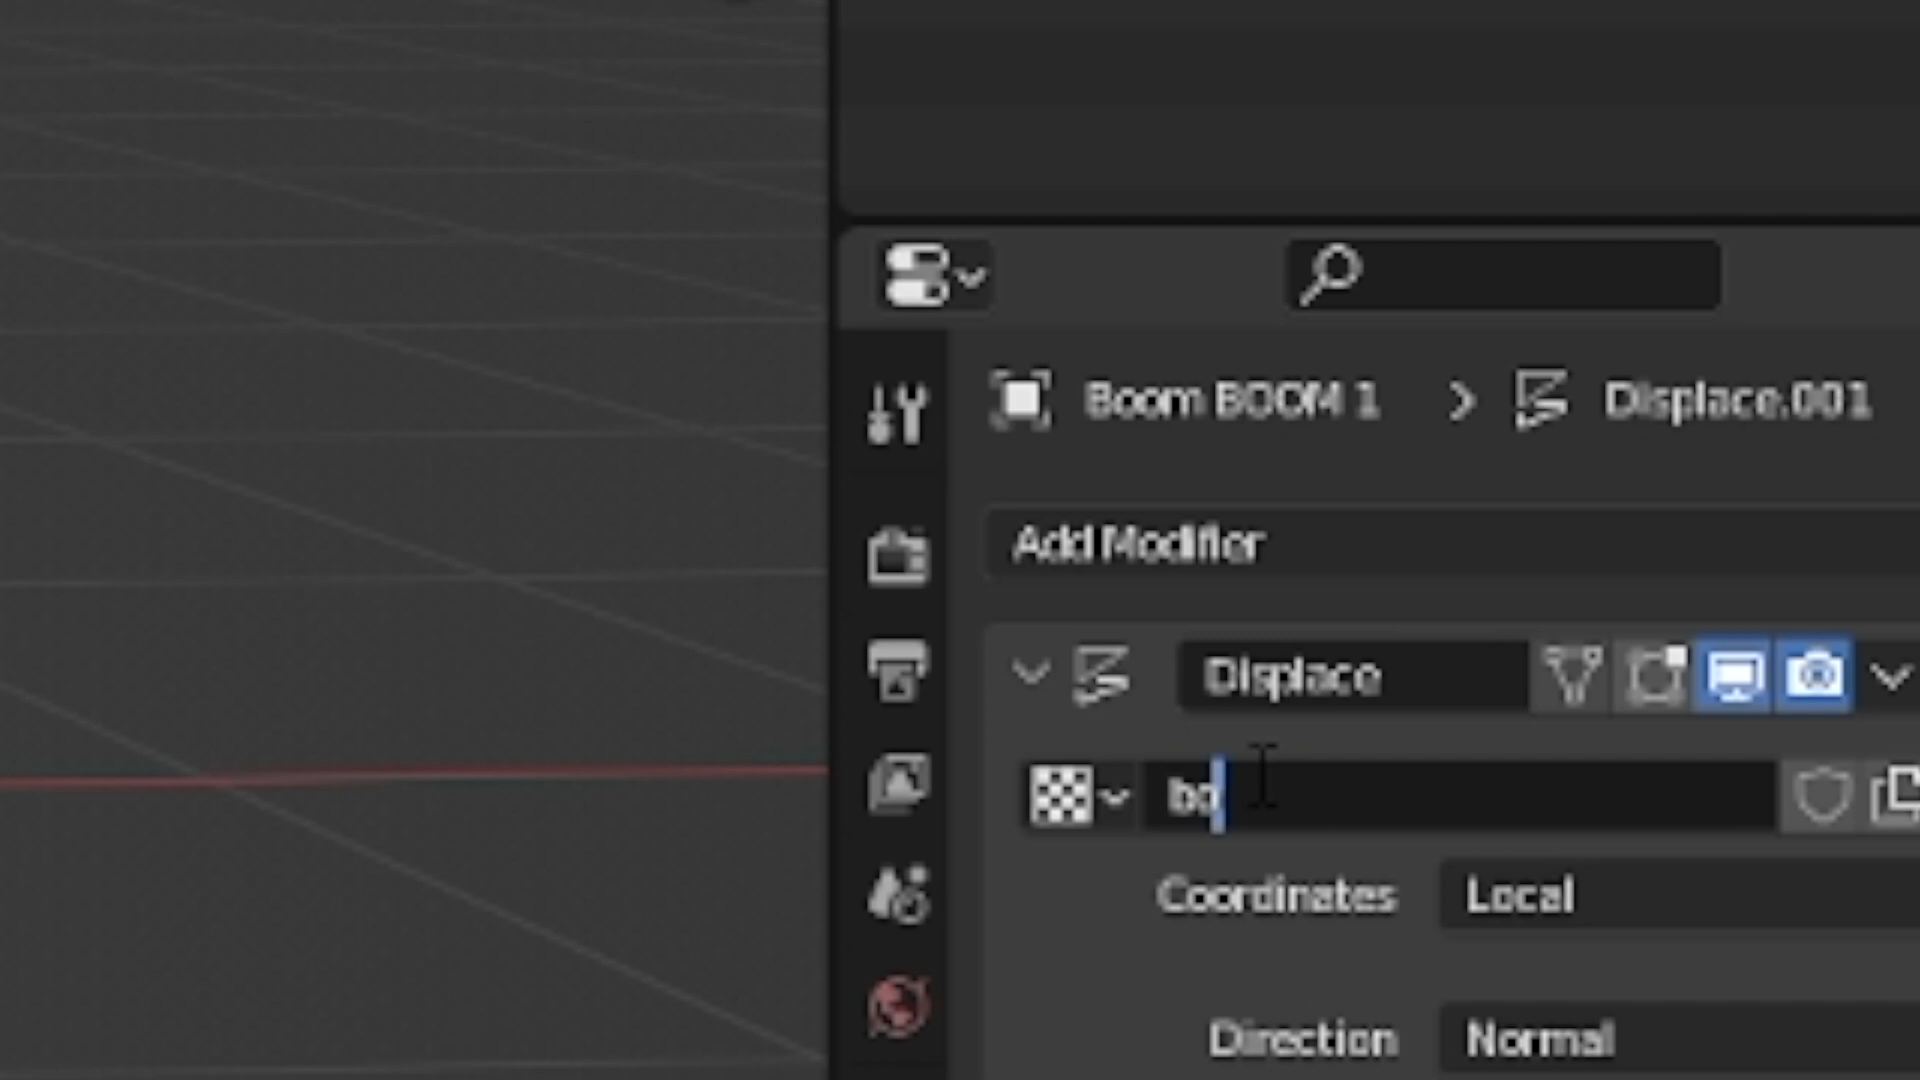 Boom BOOM 1 > Displace.001
Add Modifier
Displace
bo
Coordinates Local
Direction Normal